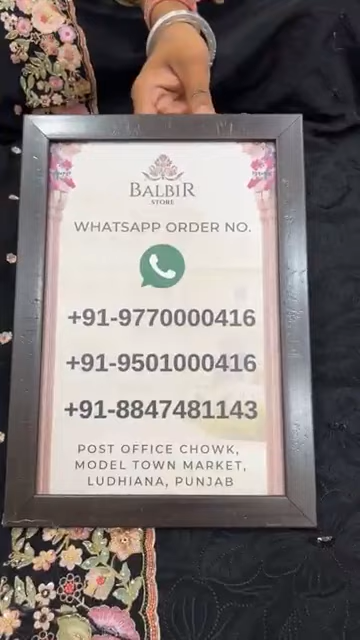 BALBIR
STORE
WHATSAPP ORDER NO.
+91-9770000416
+91-9501000416
+91-8847481143
POST OFFICE CHOWK,
MODEL TOWN MARKET,
LUDHIANA, PUNJAB